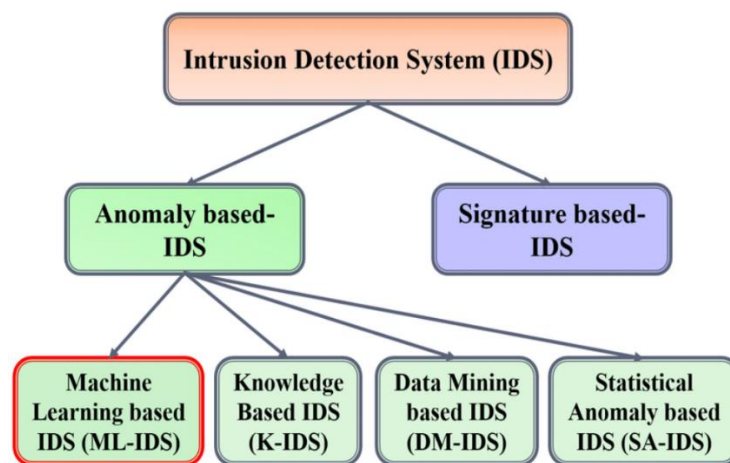 Intrusion Detection System (IDS)
Anomaly based-
IDS
Signature based-
IDS
Machine
Learning based
IDS (ML-IDS)
Knowledge
Based IDS
(K-IDS)
Data Mining
based IDS
(DM-IDS)
Statistical
Anomaly based
IDS (SA-IDS)